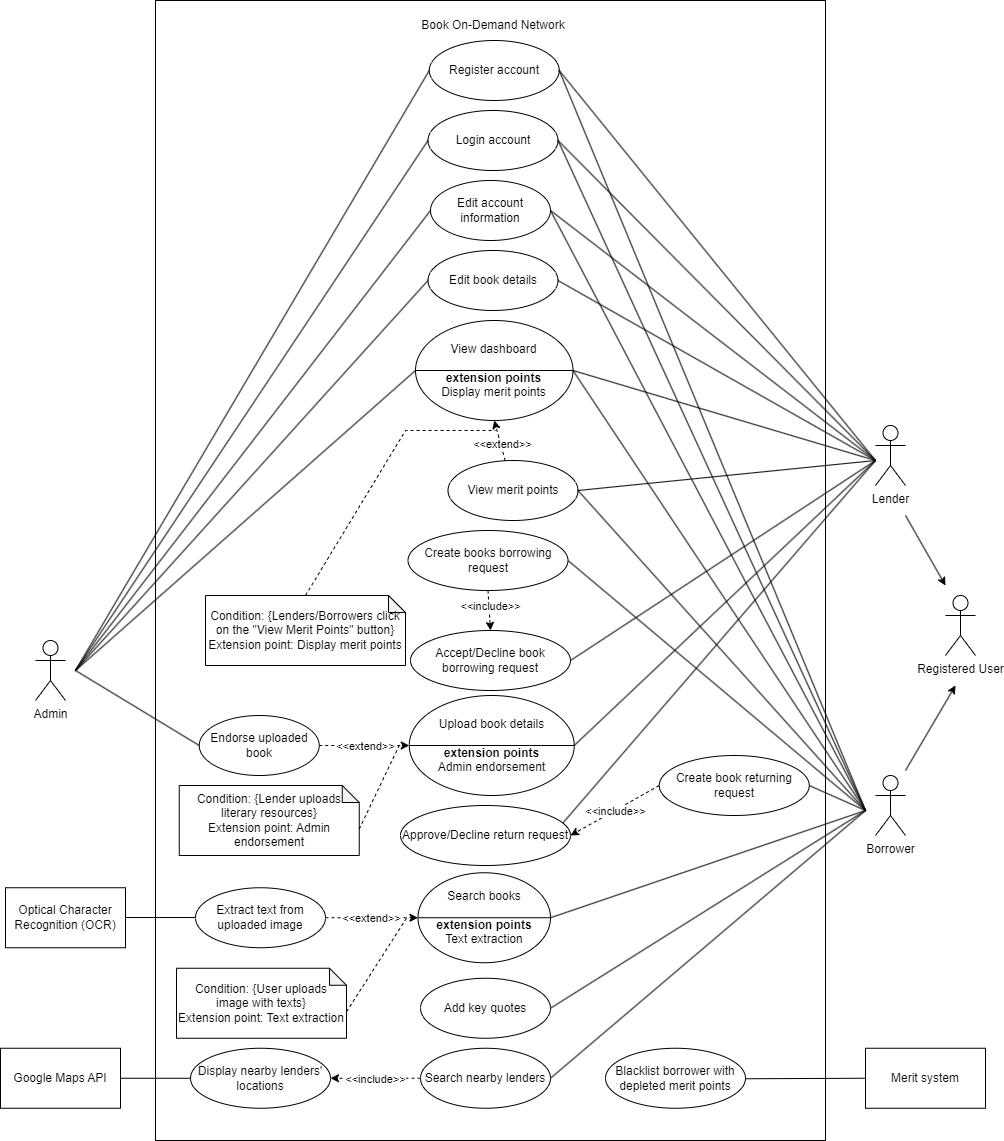 Book On-Demand Network
Register account
Login account
Edit account
information
Edit book details
View dashboard
extension points
Display merit points
<<extend>>
View merit points
Lender
Create books borrowing
request
<<include>>
Condition: {Lenders/Borrowers click
on the "View Merit Points" button}
Extension point: Display merit points
Accept/Decline book
borrowing request
Registered User
Admin
Endorse uploaded
book
<<extend>>
Upload book details
extension points
Admin endorsement
Create book returning
request
Condition: {Lender uploads
literary resources}
Extension point: Admin
endorsement
<<include>>
Approve/Decline return request
Borrower
Optical Character
Recognition (OCR)
Extract text from
uploaded image
<<extend>>
Search books
extension points
Text extraction
Condition: {User uploads
image with texts}
Extension point: Text extraction
Add key quotes
Google Maps API
Display nearby lenders'
locations
<<include>>
Search nearby lenders
Blacklist borrower with
depleted merit points
Merit system